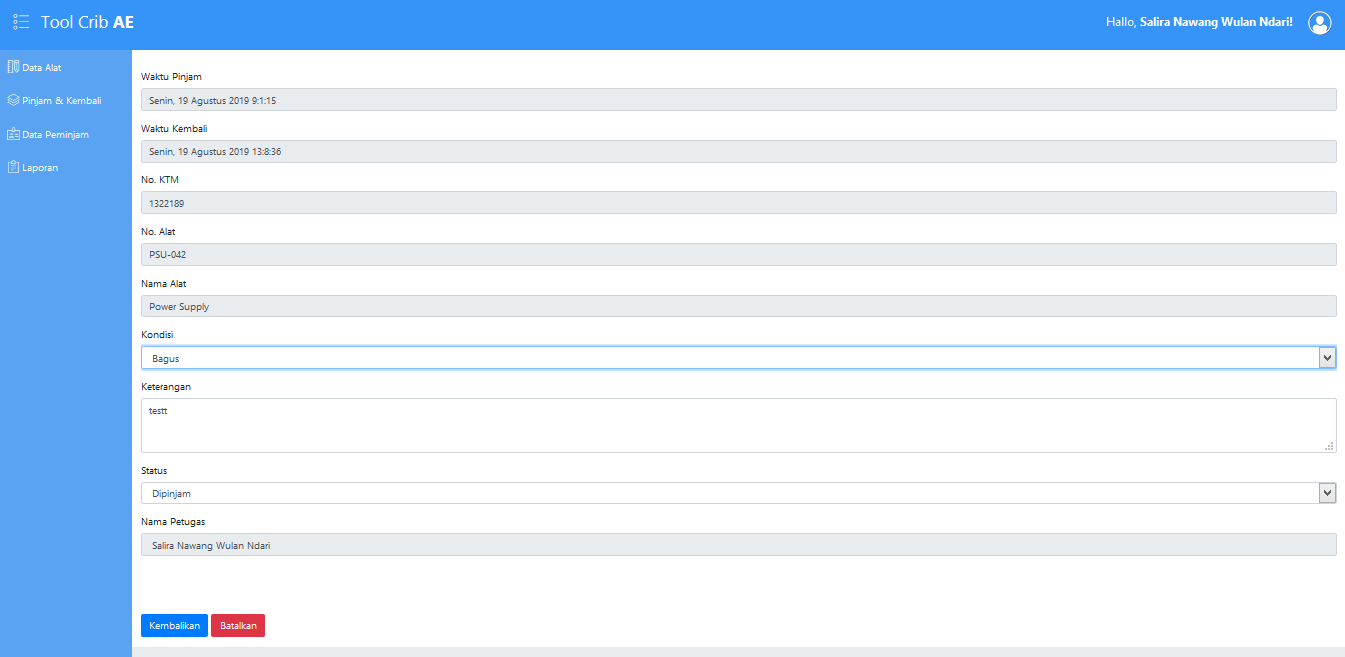 Tool Crib AE
Hallo, Salira Nawang Wulan Ndari!
Data Alat
Pinjam & Kembali
Data Peminjam
Laporan
Waktu Pinjam
Senin, 19 Agustus 2019 9:1:15
Waktu Kembali
Senin, 19 Agustus 2019 13:8:36
No. KTM
1322189
No. Alat
PSU-042
Nama Alat
Power Supply
Kondisi
Bagus
Keterangan
testt
Status
Dipinjam
Nama Petugas
Salira Nawang Wulan Ndari
Kembalikan Batalkan